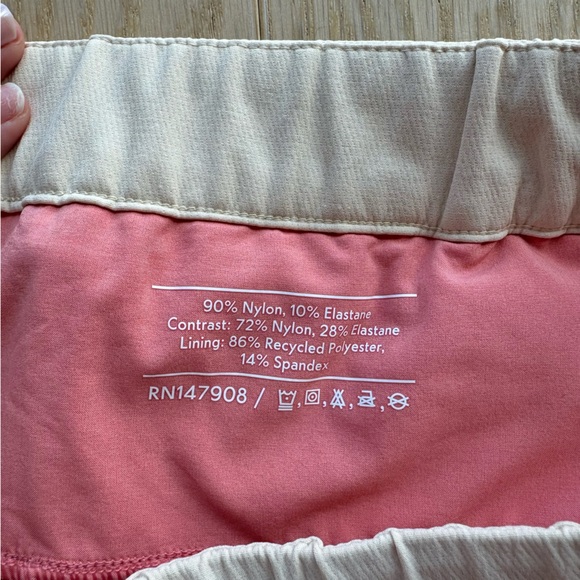 90% Nylon, 10% Elastane
Contrast: 72% Nylon, 28% Elastane
Lining: 86% Recycled Polyester,
14% Spandex
RN147908 /